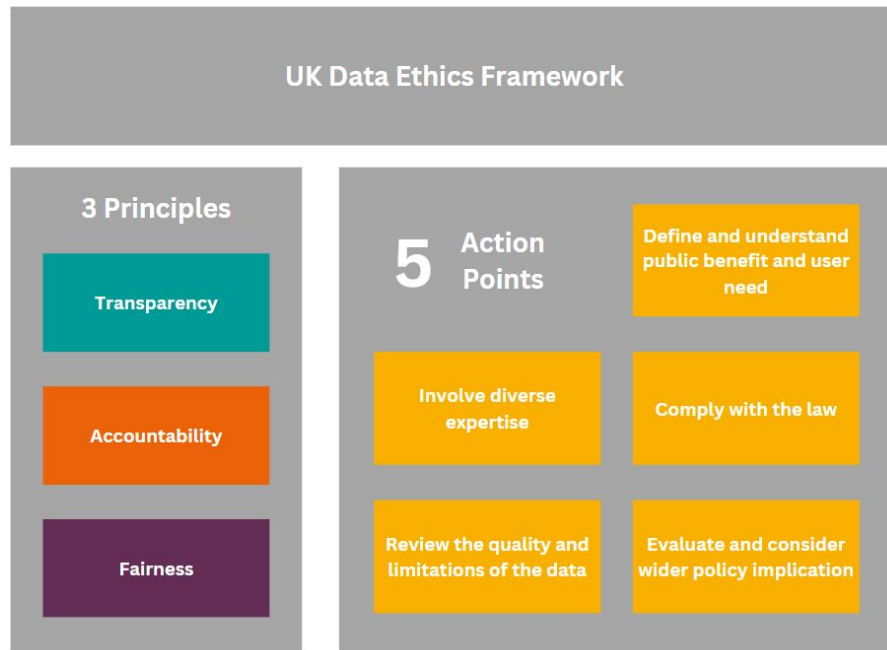 UK Data Ethics Framework
3 Principles
Transparency
Accountability
Fairness
5
Action
Points
Define and understand
public benefit and user
need
Involve diverse
expertise
Comply with the law
Review the quality and
limitations of the data
Evaluate and consider
wider policy implication